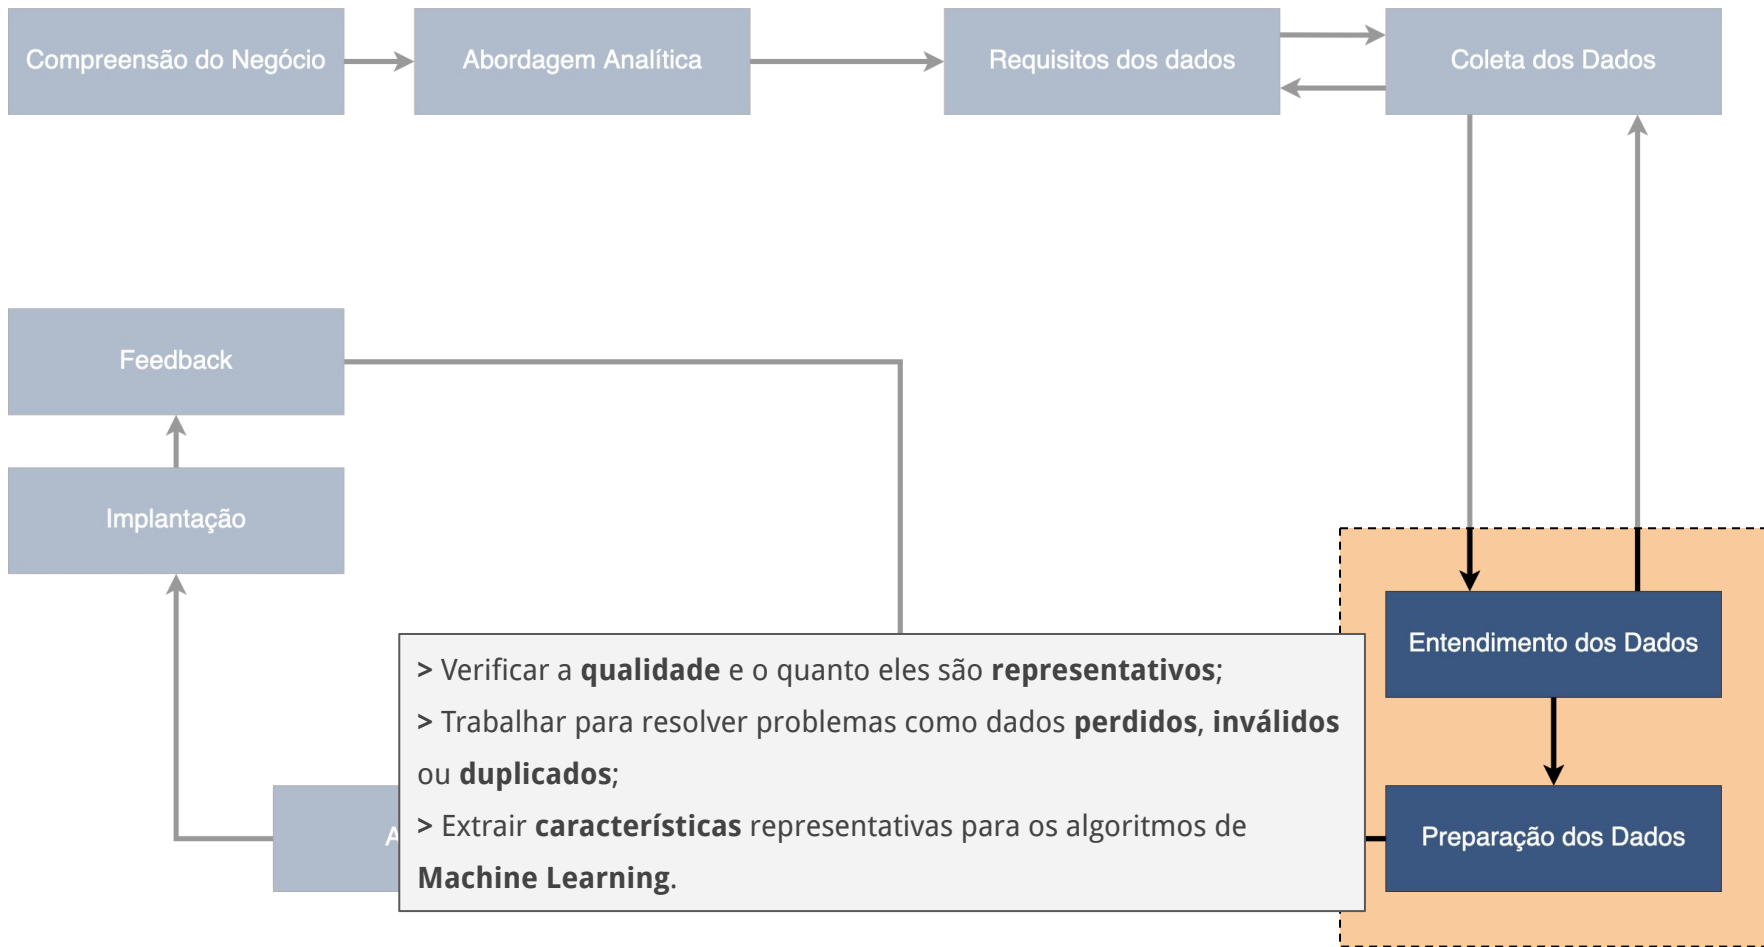 Compreensão do Negócio
Abordagem Analítica
Requisitos dos dados
Coleta dos Dados
Feedback
Implantação
Entendimento dos Dados
> Verificar a qualidade e o quanto eles são representativos;
> Trabalhar para resolver problemas como dados perdidos, inválidos
ou duplicados;
> Extrair características representativas para os algoritmos de
Machine Learning.
Preparação dos Dados